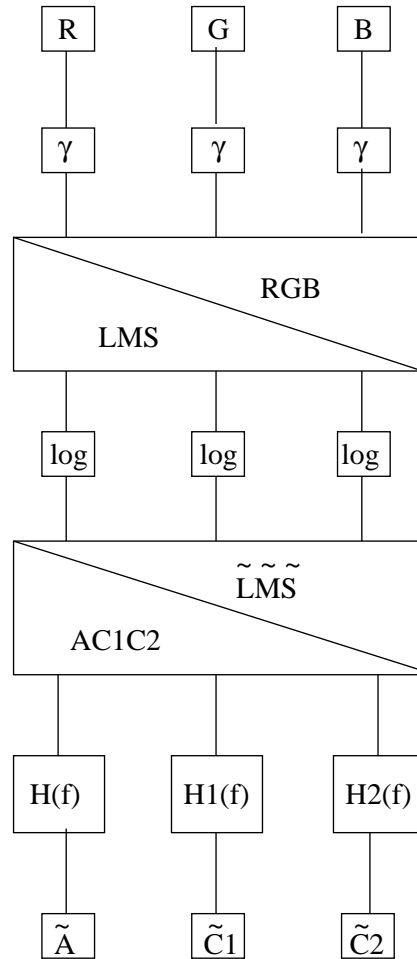 R G B
γ γ γ
RGB
LMS
log log log
L̃M̃S̃
AC1C2
H(f) H1(f) H2(f)
Ã C̃1 C̃2